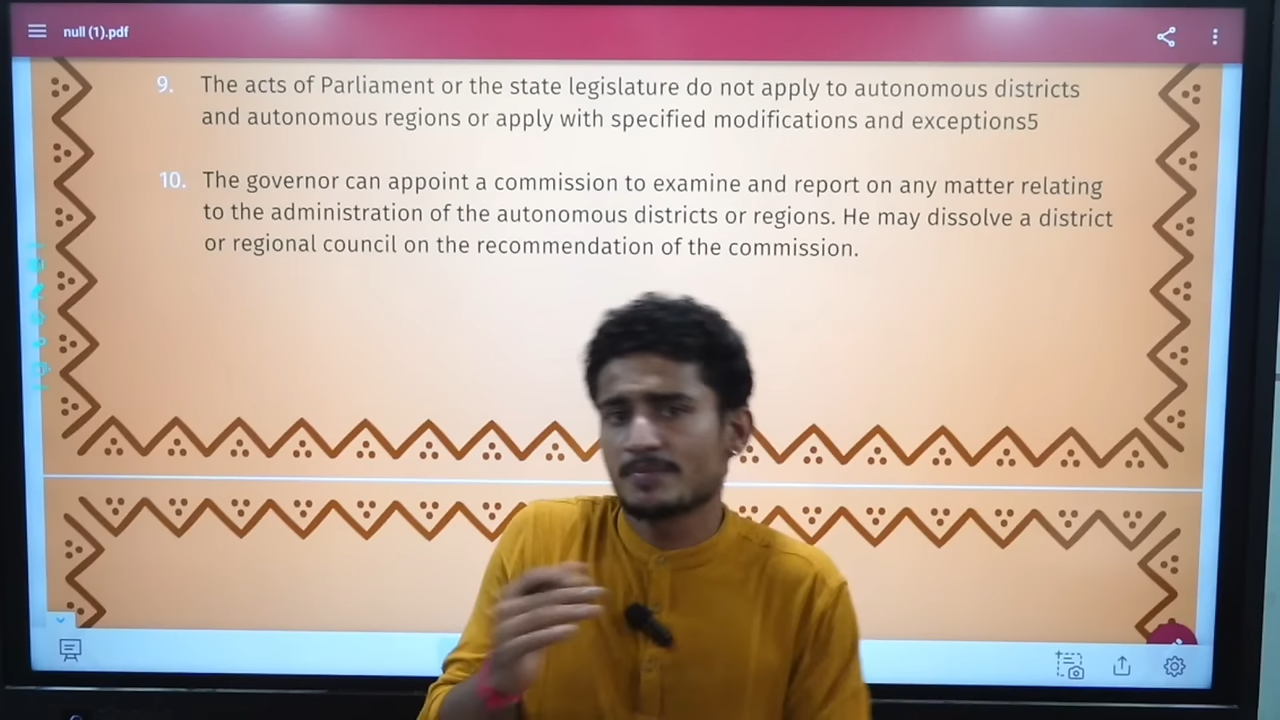 null (1).pdf
9. The acts of Parliament or the state legislature do not apply to autonomous districts
and autonomous regions or apply with specified modifications and exceptions5
10. The governor can appoint a commission to examine and report on any matter relating
to the administration of the autonomous districts or regions. He may dissolve a district
or regional council on the recommendation of the commission.